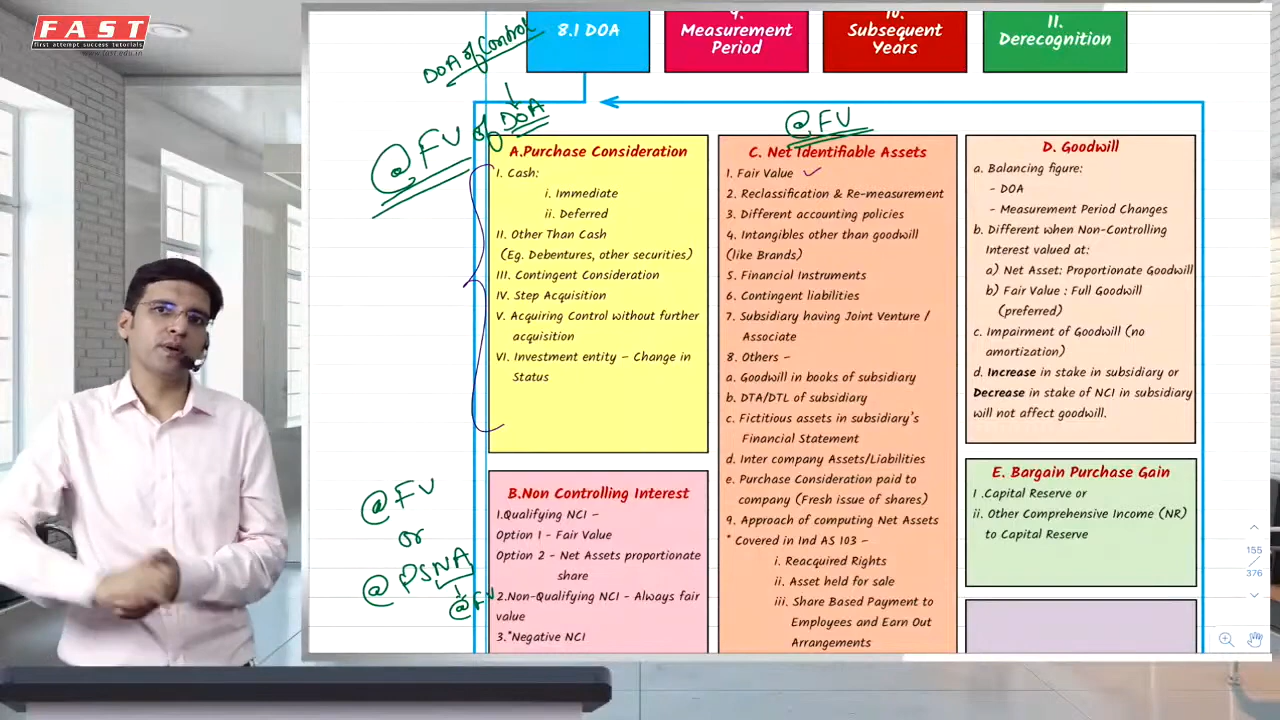 FAST
first attempt success tutorials
www.fast.edu.in
8.1 DOA
9.
Measurement
Period
10.
Subsequent
Years
11.
Derecognition
DOA of Control
@ FV of DOA
@ FV
A.Purchase Consideration
I. Cash:
i. Immediate
ii. Deferred
II. Other Than Cash
(Eg. Debentures, other securities)
III. Contingent Consideration
IV. Step Acquisition
V. Acquiring Control without further
acquisition
VI. Investment entity – Change in
Status
@ FV
or
@ PSNA
@ FV
B.Non Controlling Interest
1.Qualifying NCI –
Option 1 - Fair Value
Option 2 - Net Assets proportionate
share
2.Non-Qualifying NCI - Always fair
value
3.*Negative NCI
C. Net Identifiable Assets
1. Fair Value
2. Reclassification & Re-measurement
3. Different accounting policies
4. Intangibles other than goodwill
(like Brands)
5. Financial Instruments
6. Contingent liabilities
7. Subsidiary having Joint Venture /
Associate
8. Others –
a. Goodwill in books of subsidiary
b. DTA/DTL of subsidiary
c. Fictitious assets in subsidiary's
Financial Statement
d. Inter company Assets/Liabilities
e. Purchase Consideration paid to
company (Fresh issue of shares)
9. Approach of computing Net Assets
* Covered in Ind AS 103 –
i. Reacquired Rights
ii. Asset held for sale
iii. Share Based Payment to
Employees and Earn Out
Arrangements
D. Goodwill
a. Balancing figure:
- DOA
- Measurement Period Changes
b. Different when Non-Controlling
Interest valued at:
a) Net Asset: Proportionate Goodwill
b) Fair Value : Full Goodwill
(preferred)
c. Impairment of Goodwill (no
amortization)
d. Increase in stake in subsidiary or
Decrease in stake of NCI in subsidiary
will not affect goodwill.
E. Bargain Purchase Gain
I .Capital Reserve or
ii. Other Comprehensive Income (NR)
to Capital Reserve
155
376